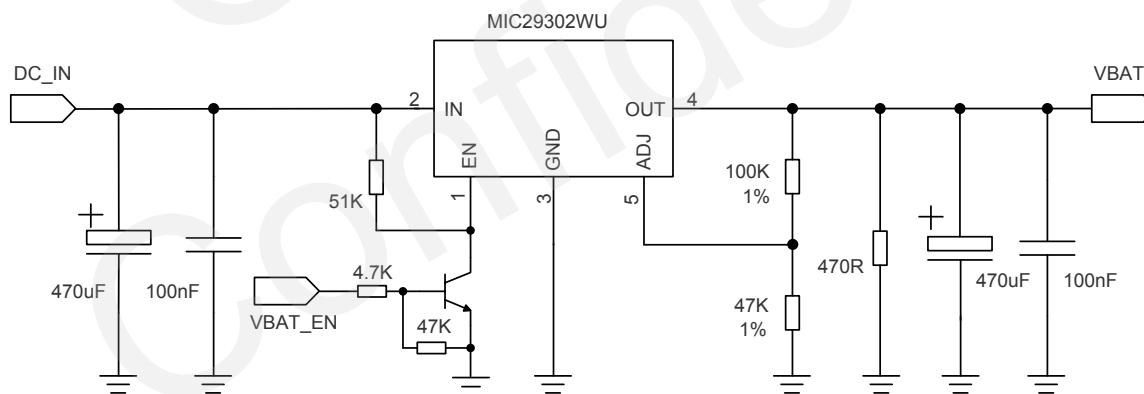 MIC29302WU
DC_IN
VBAT
2
IN
OUT
4
EN
GND
ADJ
1
3
5
51K
100K
1%
470uF
100nF
4.7K
VBAT_EN
47K
47K
1%
470R
470uF
100nF
Confide